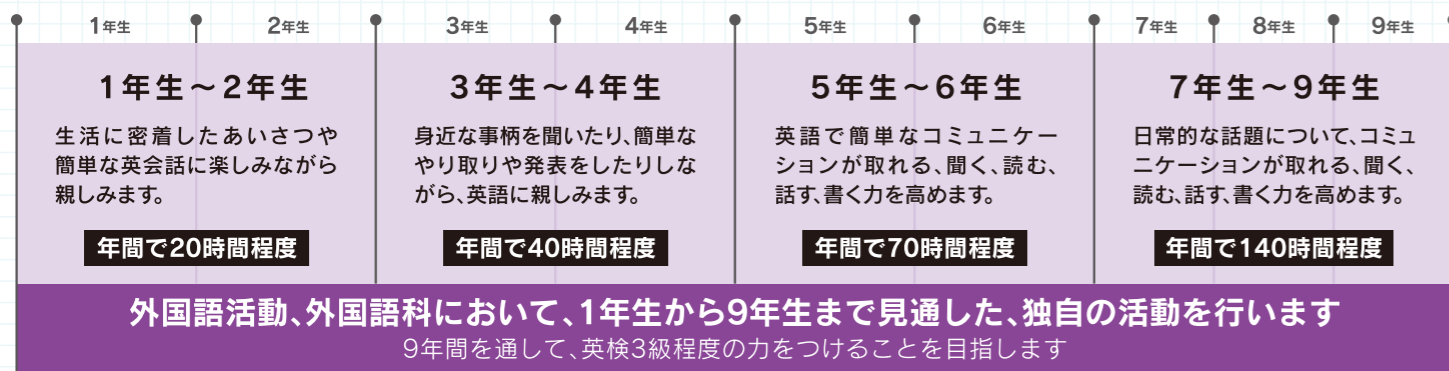 1年生 2年生 3年生 4年生 5年生 6年生 7年生 8年生 9年生
1年生～2年生
生活に密着したあいさつや
簡単な英会話に楽しみながら
親しみます。
年間で20時間程度
3年生～4年生
身近な事柄を聞いたり、簡単な
やり取りや発表をしたりしな
がら、英語に親しみます。
年間で40時間程度
5年生～6年生
英語で簡単なコミュニケー
ションが取れる、聞く、読む、
話す、書く力を高めます。
年間で70時間程度
7年生～9年生
日常的な話題について、コミュ
ニケーションが取れる、聞く、
読む、話す、書く力を高めます。
年間で140時間程度
外国語活動、外国語科において、1年生から9年生まで見通した、独自の活動を行います
9年間を通して、英検3級程度の力をつけることを目指します